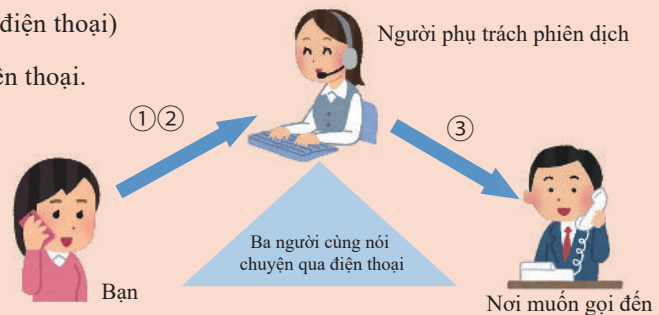 điện thoại)
ện thoại.
Người phụ trách phiên dịch
①②
③
Ba người cùng nói
chuyện qua điện thoại
Bạn
Nơi muốn gọi đến